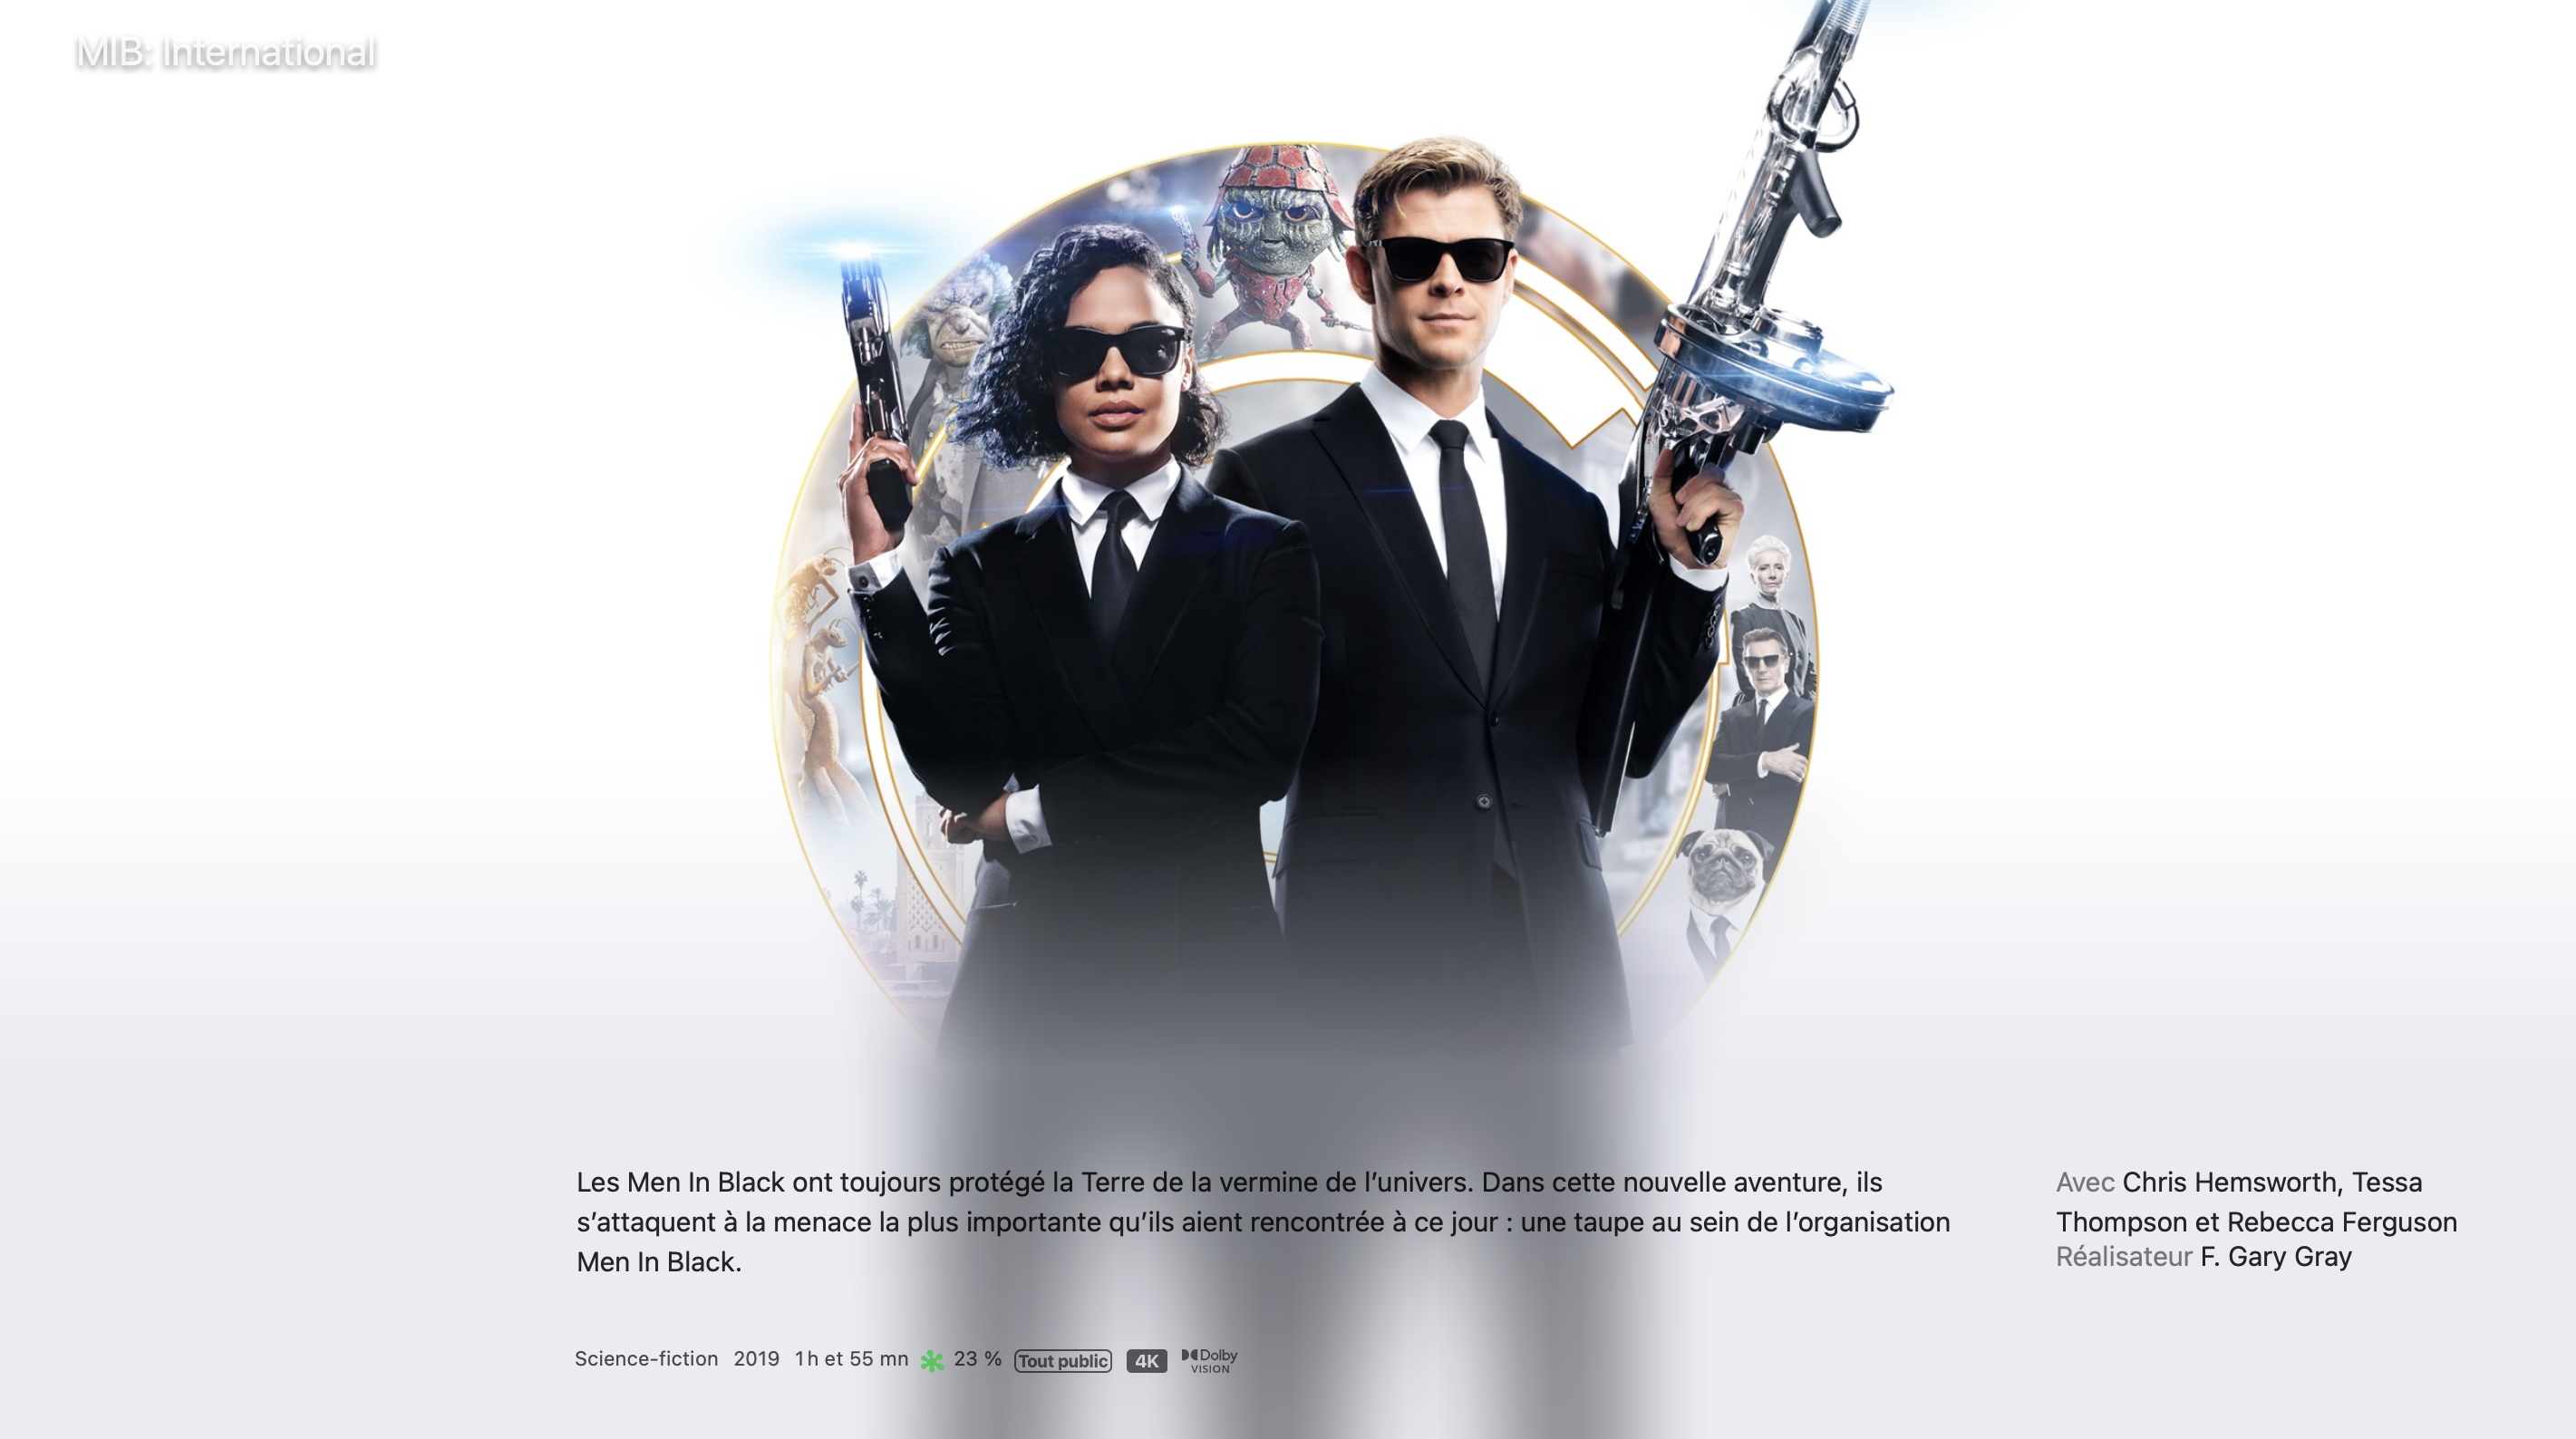 MIB: International
Les Men In Black ont toujours protégé la Terre de la vermine de l’univers. Dans cette nouvelle aventure, ils
s’attaquent à la menace la plus importante qu’ils aient rencontrée à ce jour : une taupe au sein de l’organisation
Men In Black.
Avec Chris Hemsworth, Tessa
Thompson et Rebecca Ferguson
Réalisateur F. Gary Gray
Science-fiction 2019 1 h et 55 mn 23 % Tout public 4K Dolby
VISION